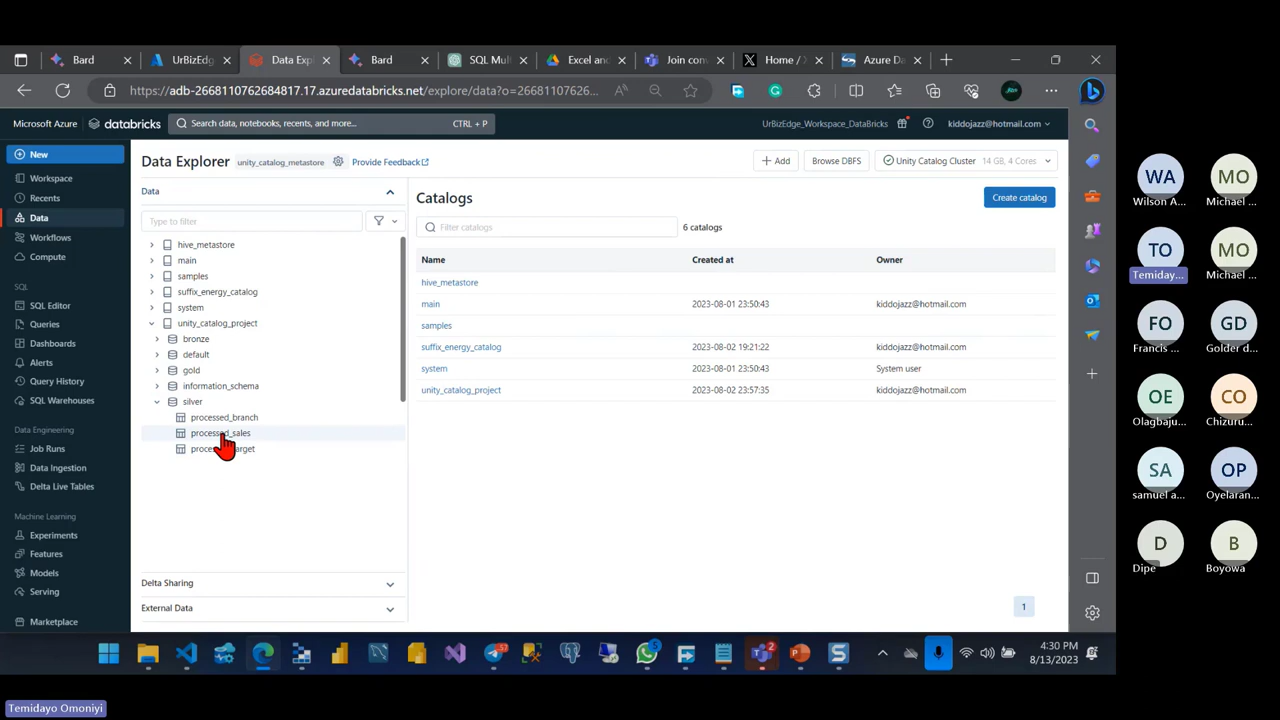 Bard
UrBizEdg
Data Exp
Bard
SQL Mul
Excel and
Join con
Home / X
Azure Da
https://adb-2668110762684817.17.azuredatabricks.net/explore/data?o=26681107626...
Microsoft Azure
databricks
Search data, notebooks, recents, and more...
CTRL + P
UrBizEdge_Workspace_DataBricks
kiddojazz@hotmail.com
New
Workspace
Recents
Data
Workflows
Compute
SQL
SQL Editor
Queries
Dashboards
Alerts
Query History
SQL Warehouses
Data Engineering
Job Runs
Data Ingestion
Delta Live Tables
Machine Learning
Experiments
Features
Models
Serving
Marketplace
Data Explorer
unity_catalog_metastore
Provide Feedback
Add
Browse DBFS
Unity Catalog Cluster
14 GB, 4 Cores
Data
Type to filter
hive_metastore
main
samples
suffix_energy_catalog
system
unity_catalog_project
bronze
default
gold
information_schema
silver
processed_branch
processed_sales
Delta Sharing
External Data
Catalogs
Create catalog
Filter catalogs
6 catalogs
Name Created at Owner
hive_metastore
main 2023-08-01 23:50:43 kiddojazz@hotmail.com
samples
suffix_energy_catalog 2023-08-02 19:21:22 kiddojazz@hotmail.com
system 2023-08-01 23:50:43 System user
unity_catalog_project 2023-08-02 23:57:35 kiddojazz@hotmail.com
1
4:30 PM
8/13/2023
WA
Wilson A...
MO
Michael ...
TO
Temiday...
MO
Michael ...
FO
Francis ...
GD
Golder d...
OE
Olagbaju...
CO
Chizuru...
SA
samuel a...
OP
Oyelaran...
D
Dipe
B
Boyowa
Temidayo Omoniyi